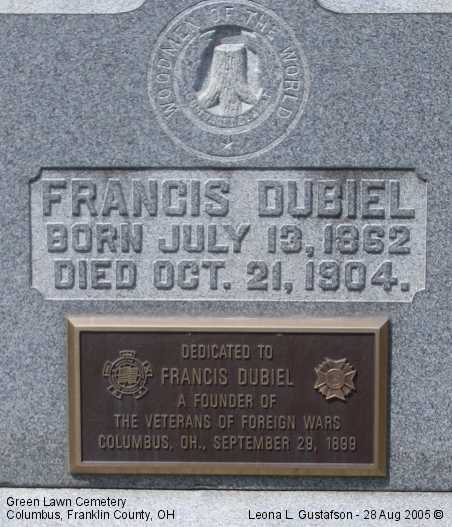 WOODMEN OF THE WORLD
FRANCIS DUBIEL
BORN JULY 13, 1862
DIED OCT. 21, 1904.
DEDICATED TO
FRANCIS DUBIEL
A FOUNDER OF
THE VETERANS OF FOREIGN WARS
COLUMBUS, OH., SEPTEMBER 29, 1899
Green Lawn Cemetery
Columbus, Franklin County, OH
Leona L. Gustafson - 28 Aug 2005 ©